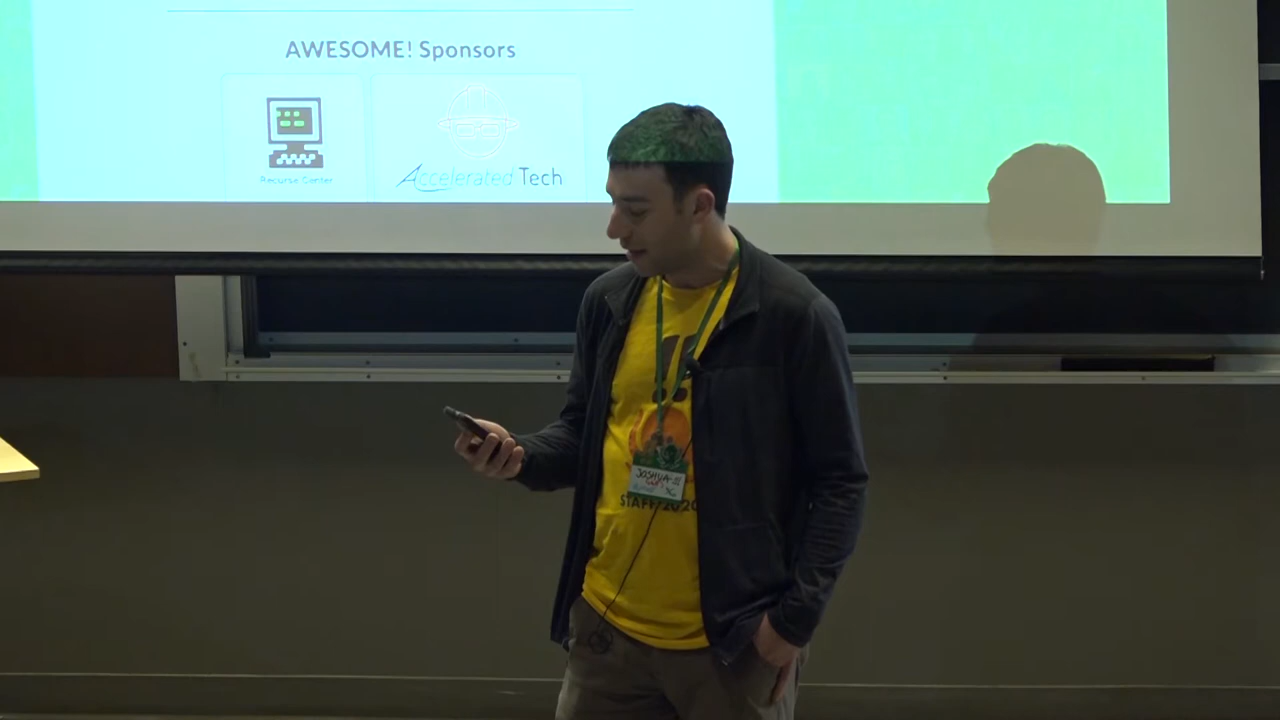 AWESOME! Sponsors
Recurse Center
Accelerated Tech
JOSHUA-
STAFF 2020